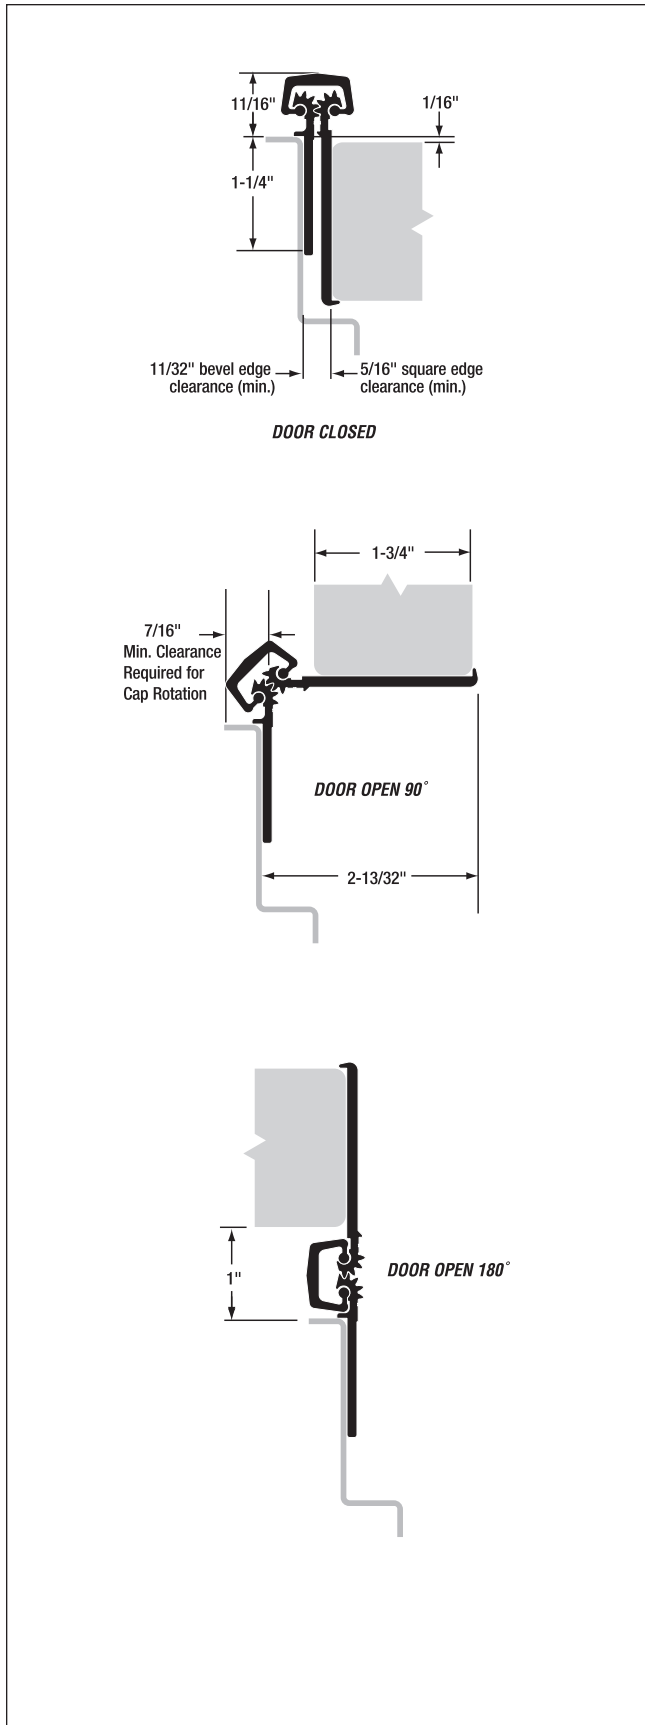 11/16"
1/16"
1-1/4"
11/32" bevel edge
clearance (min.)
5/16" square edge
clearance (min.)
DOOR CLOSED
1-3/4"
7/16"
Min. Clearance
Required for
Cap Rotation
DOOR OPEN 90°
2-13/32"
1"
DOOR OPEN 180°